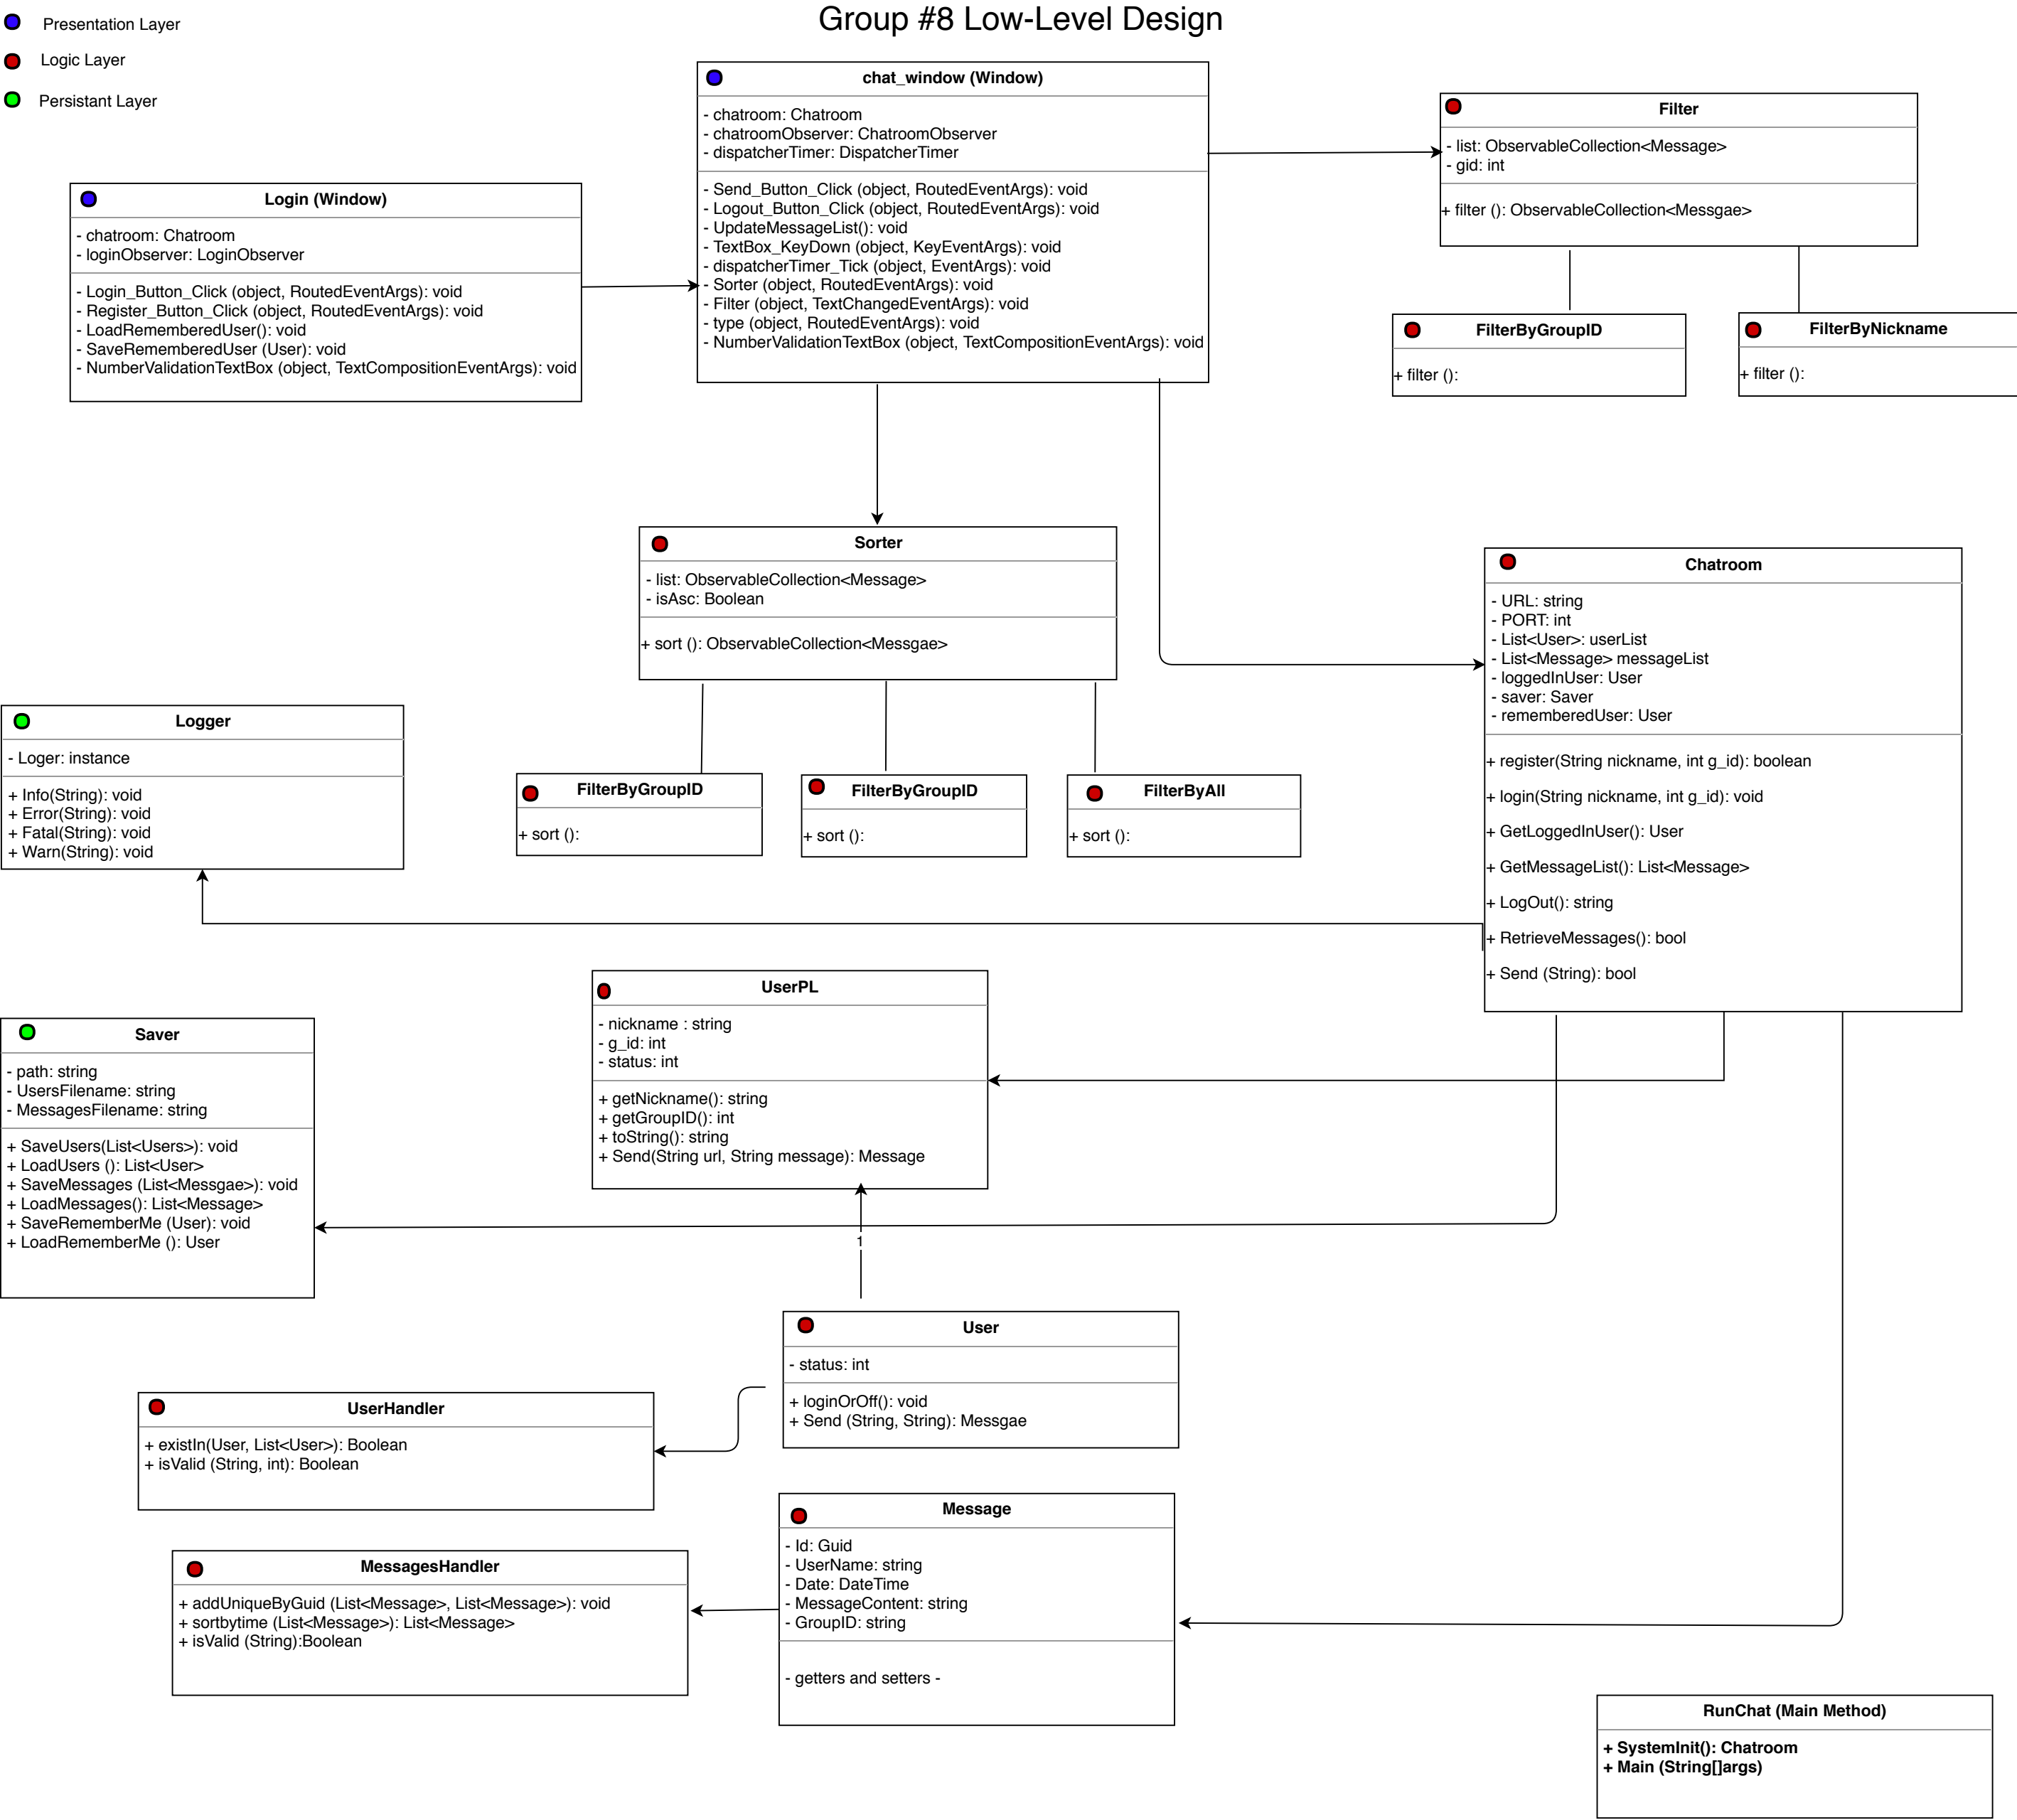 Group #8 Low-Level Design
Presentation Layer
Logic Layer
Persistant Layer
chat_window (Window)
- chatroom: Chatroom
- chatroomObserver: ChatroomObserver
- dispatcherTimer: DispatcherTimer
- Send_Button_Click (object, RoutedEventArgs): void
- Logout_Button_Click (object, RoutedEventArgs): void
- UpdateMessageList(): void
- TextBox_KeyDown (object, KeyEventArgs): void
- dispatcherTimer_Tick (object, EventArgs): void
- Sorter (object, RoutedEventArgs): void
- Filter (object, TextChangedEventArgs): void
- type (object, RoutedEventArgs): void
- NumberValidationTextBox (object, TextCompositionEventArgs): void
Filter
- list: ObservableCollection<Message>
- gid: int
+ filter (): ObservableCollection<Messgae>
Login (Window)
- chatroom: Chatroom
- loginObserver: LoginObserver
- Login_Button_Click (object, RoutedEventArgs): void
- Register_Button_Click (object, RoutedEventArgs): void
- LoadRememberedUser(): void
- SaveRememberedUser (User): void
- NumberValidationTextBox (object, TextCompositionEventArgs): void
FilterByGroupID
+ filter ():
FilterByNickname
+ filter ():
Sorter
- list: ObservableCollection<Message>
- isAsc: Boolean
+ sort (): ObservableCollection<Messgae>
Chatroom
- URL: string
- PORT: int
- List<User>: userList
- List<Message> messageList
- loggedInUser: User
- saver: Saver
- rememberedUser: User
+ register(String nickname, int g_id): boolean
+ login(String nickname, int g_id): void
+ GetLoggedInUser(): User
+ GetMessageList(): List<Message>
+ LogOut(): string
+ RetrieveMessages(): bool
+ Send (String): bool
Logger
- Loger: instance
+ Info(String): void
+ Error(String): void
+ Fatal(String): void
+ Warn(String): void
FilterByGroupID
+ sort ():
FilterByGroupID
+ sort ():
FilterByAll
+ sort ():
UserPL
- nickname : string
- g_id: int
- status: int
+ getNickname(): string
+ getGroupID(): int
+ toString(): string
+ Send(String url, String message): Message
Saver
- path: string
- UsersFilename: string
- MessagesFilename: string
+ SaveUsers(List<Users>): void
+ LoadUsers (): List<User>
+ SaveMessages (List<Messgae>): void
+ LoadMessages(): List<Message>
+ SaveRememberMe (User): void
+ LoadRememberMe (): User
1
User
- status: int
+ loginOrOff(): void
+ Send (String, String): Messgae
UserHandler
+ existIn(User, List<User>): Boolean
+ isValid (String, int): Boolean
Message
- Id: Guid
- UserName: string
- Date: DateTime
- MessageContent: string
- GroupID: string
- getters and setters -
MessagesHandler
+ addUniqueByGuid (List<Message>, List<Message>): void
+ sortbytime (List<Message>): List<Message>
+ isValid (String):Boolean
RunChat (Main Method)
+ SystemInit(): Chatroom
+ Main (String[]args)